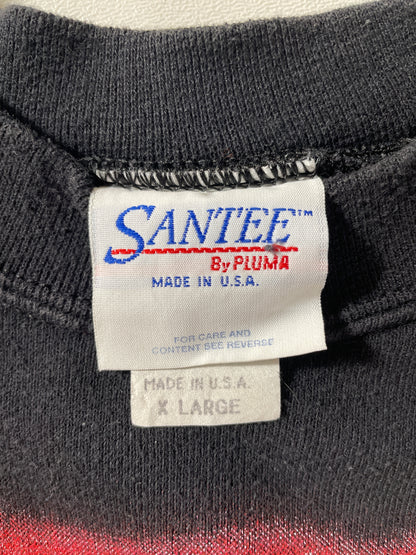 SANTEE™
By PLUMA
MADE IN U.S.A.
FOR CARE AND
CONTENT SEE REVERSE
MADE IN U.S.A.
X LARGE